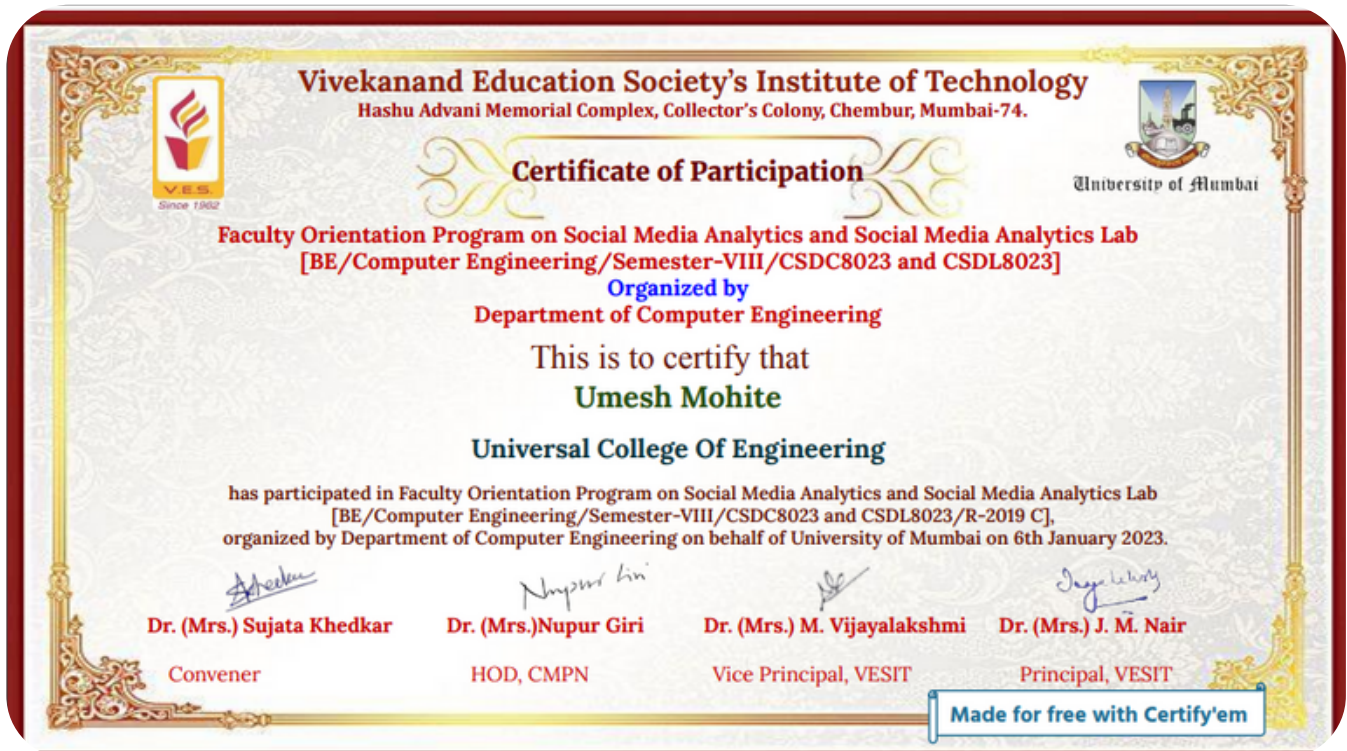 Vivekanand Education Society's Institute of Technology
Hashu Advani Memorial Complex, Collector's Colony, Chembur, Mumbai-74.
V.E.S.
Since 1962
University of Mumbai
Certificate of Participation
Faculty Orientation Program on Social Media Analytics and Social Media Analytics Lab
[BE/Computer Engineering/Semester-VIII/CSDC8023 and CSDL8023]
Organized by
Department of Computer Engineering
This is to certify that
Umesh Mohite
Universal College Of Engineering
has participated in Faculty Orientation Program on Social Media Analytics and Social Media Analytics Lab
[BE/Computer Engineering/Semester-VIII/CSDC8023 and CSDL8023/R-2019 C],
organized by Department of Computer Engineering on behalf of University of Mumbai on 6th January 2023.
Dr. (Mrs.) Sujata Khedkar
Dr. (Mrs.)Nupur Giri
Dr. (Mrs.) M. Vijayalakshmi
Dr. (Mrs.) J. M. Nair
Convener
HOD, CMPN
Vice Principal, VESIT
Principal, VESIT
Made for free with Certify'em